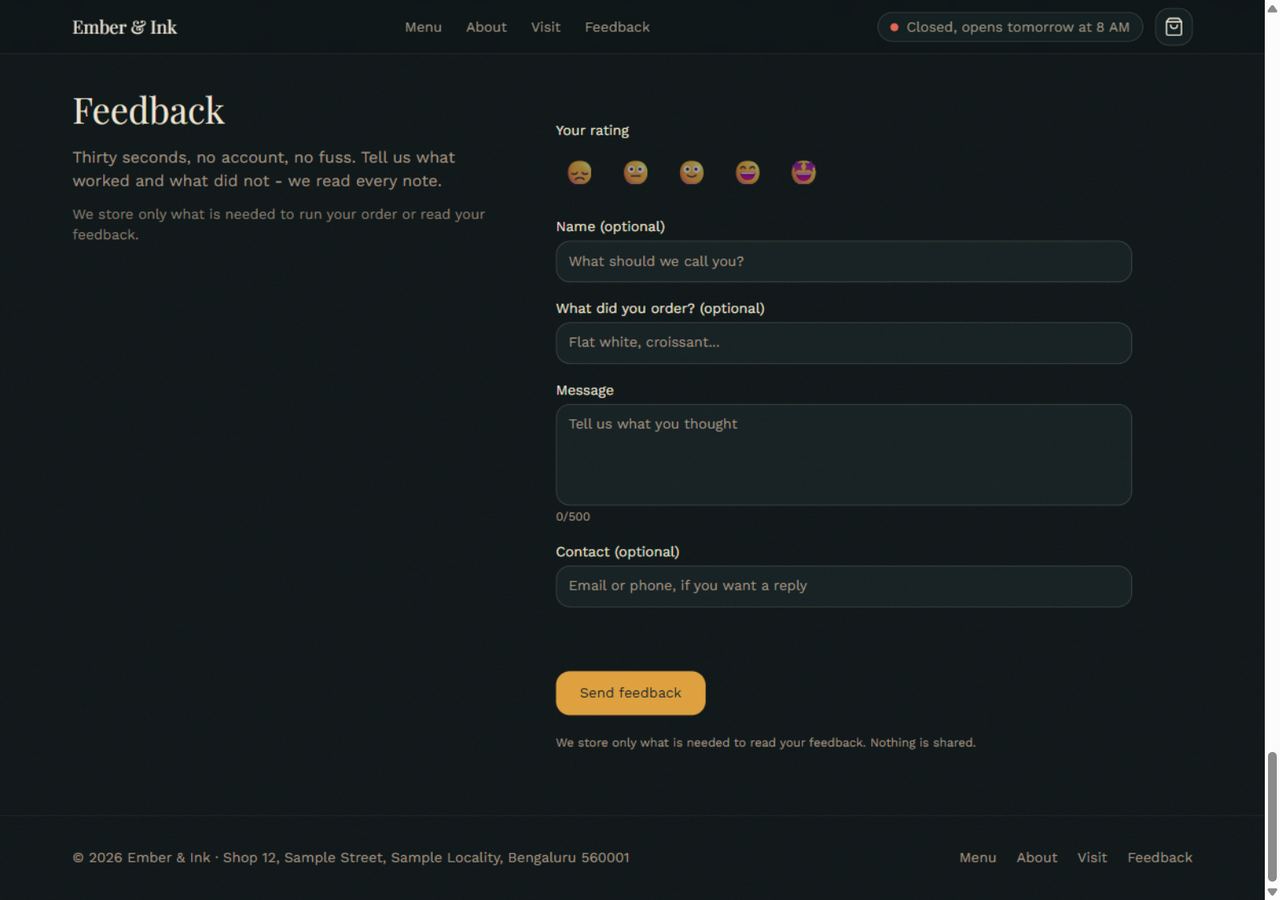 Ember & Ink
Menu
About
Visit
Feedback
Closed, opens tomorrow at 8 AM
Feedback
Thirty seconds, no account, no fuss. Tell us what
worked and what did not - we read every note.
We store only what is needed to run your order or read your
feedback.
Your rating
Name (optional)
What should we call you?
What did you order? (optional)
Flat white, croissant...
Message
Tell us what you thought
0/500
Contact (optional)
Email or phone, if you want a reply
Send feedback
We store only what is needed to read your feedback. Nothing is shared.
© 2026 Ember & Ink · Shop 12, Sample Street, Sample Locality, Bengaluru 560001
Menu
About
Visit
Feedback